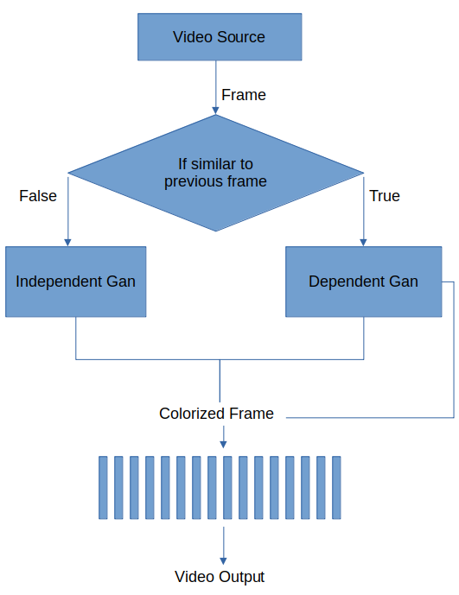 Video Source
Frame
If similar to
previous frame
False
True
Independent Gan
Dependent Gan
Colorized Frame
Video Output